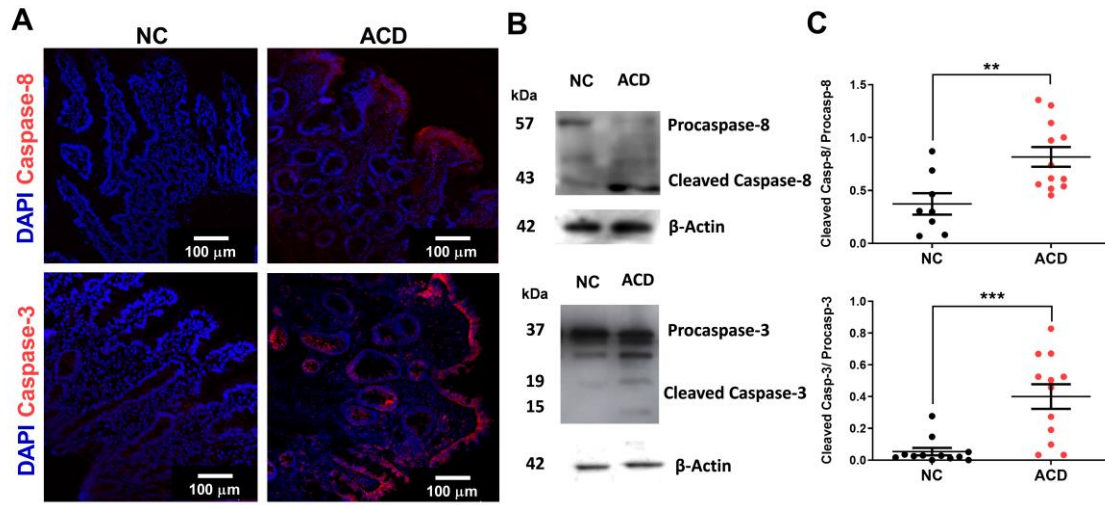 A
NC
ACD
DAPI Caspase-8
100 μm
100 μm
DAPI Caspase-3
100 μm
100 μm
B
kDa
NC
ACD
57
Procaspase-8
43
Cleaved Caspase-8
42
β-Actin
kDa
NC
ACD
37
Procaspase-3
19
Cleaved Caspase-3
15
42
β-Actin
C
Cleaved Casp-8/ Procasp-8
**
1.5
1.0
0.5
0.0
NC
ACD
Cleaved Casp-3/ Procasp-3
***
1.0
0.8
0.6
0.4
0.2
0.0
NC
ACD